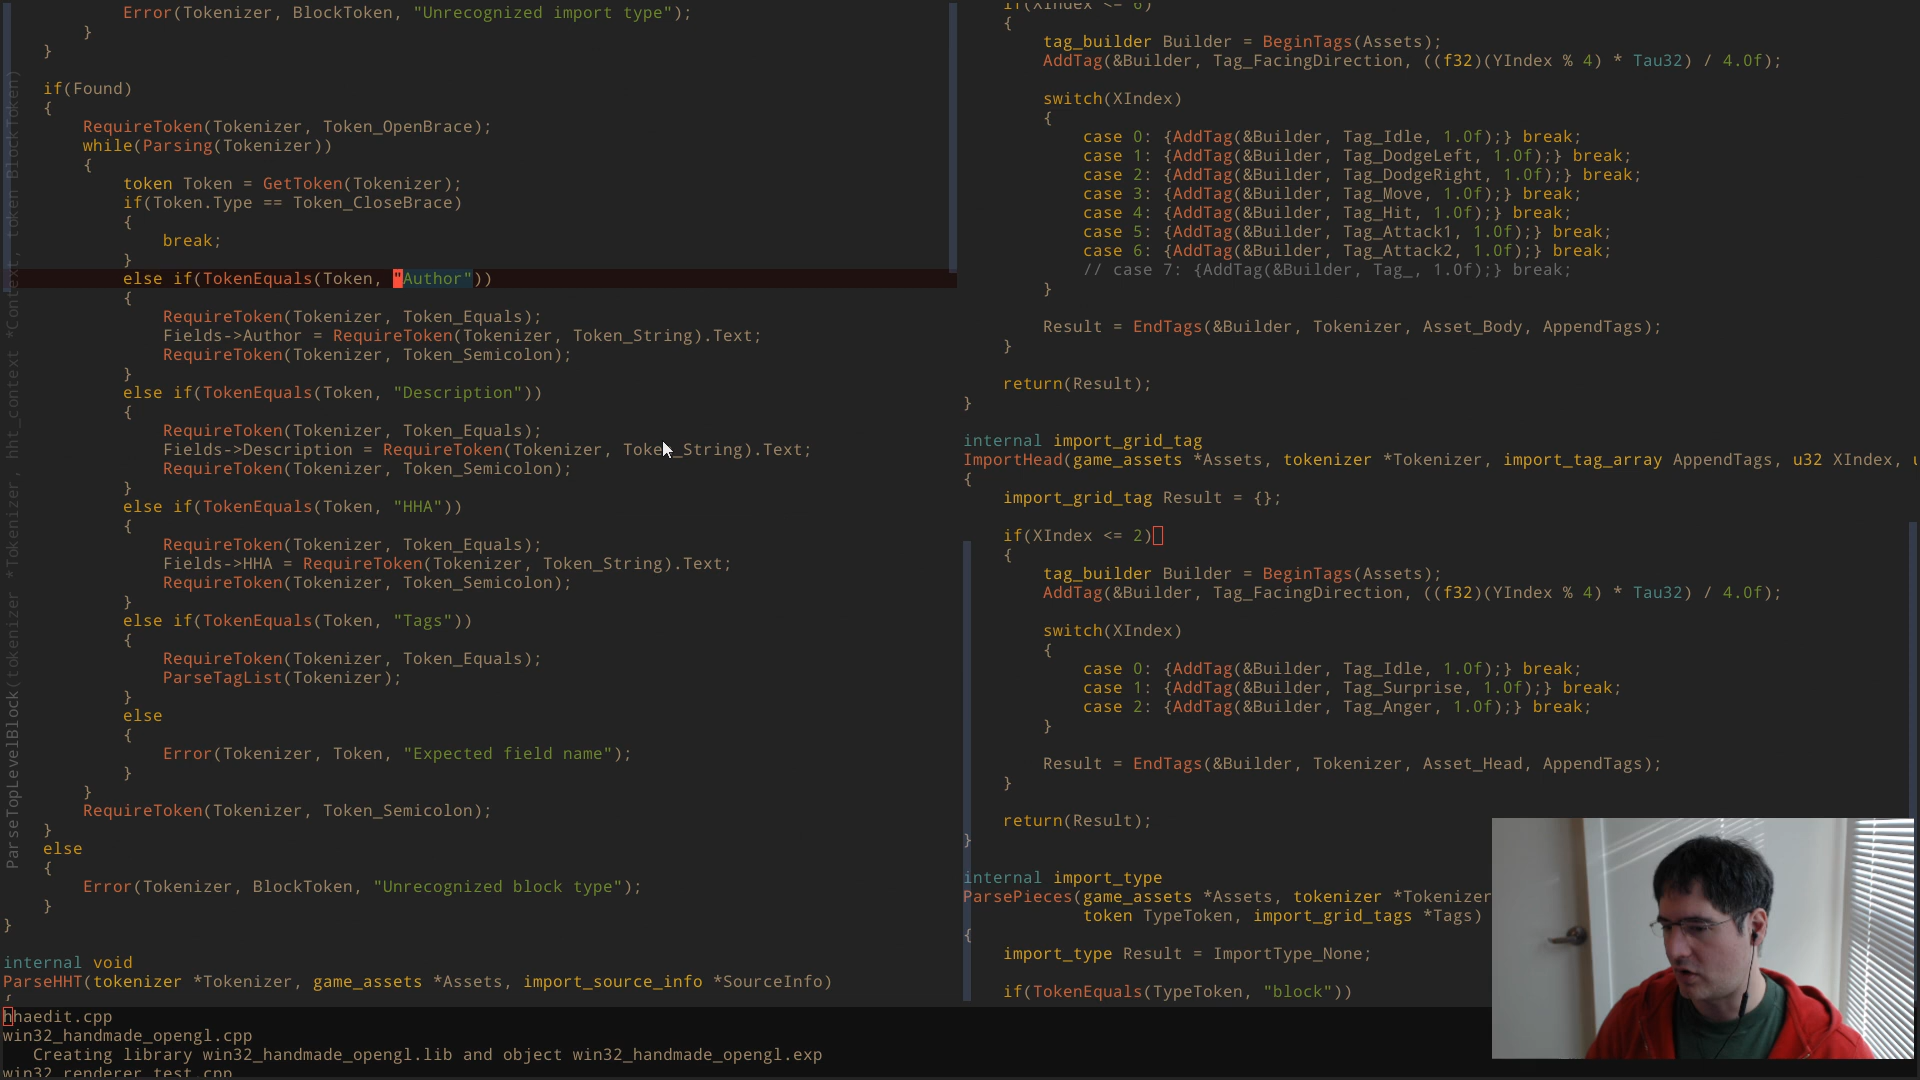 Error(Tokenizer, BlockToken, "Unrecognized import type");
}
}
if(Found)
{
RequireToken(Tokenizer, Token_OpenBrace);
while(Parsing(Tokenizer))
{
token Token = GetToken(Tokenizer);
if(Token.Type == Token_CloseBrace)
{
break;
}
else if(TokenEquals(Token, "Author"))
{
RequireToken(Tokenizer, Token_Equals);
Fields->Author = RequireToken(Tokenizer, Token_String).Text;
RequireToken(Tokenizer, Token_Semicolon);
}
else if(TokenEquals(Token, "Description"))
{
RequireToken(Tokenizer, Token_Equals);
Fields->Description = RequireToken(Tokenizer, Token_String).Text;
RequireToken(Tokenizer, Token_Semicolon);
}
else if(TokenEquals(Token, "HHA"))
{
RequireToken(Tokenizer, Token_Equals);
Fields->HHA = RequireToken(Tokenizer, Token_String).Text;
RequireToken(Tokenizer, Token_Semicolon);
}
else if(TokenEquals(Token, "Tags"))
{
RequireToken(Tokenizer, Token_Equals);
ParseTagList(Tokenizer);
}
else
{
Error(Tokenizer, Token, "Expected field name");
}
}
RequireToken(Tokenizer, Token_Semicolon);
}
else
{
Error(Tokenizer, BlockToken, "Unrecognized block type");
}
}
internal void
ParseHHT(tokenizer *Tokenizer, game_assets *Assets, import_source_info *SourceInfo)
{
ParseTopLevelBlock(tokenizer *Tokenizer, hht_context *Context, token BlockToken)
if(XIndex <= 6)
{
tag_builder Builder = BeginTags(Assets);
AddTag(&Builder, Tag_FacingDirection, ((f32)(YIndex % 4) * Tau32) / 4.0f);
switch(XIndex)
{
case 0: {AddTag(&Builder, Tag_Idle, 1.0f);} break;
case 1: {AddTag(&Builder, Tag_DodgeLeft, 1.0f);} break;
case 2: {AddTag(&Builder, Tag_DodgeRight, 1.0f);} break;
case 3: {AddTag(&Builder, Tag_Move, 1.0f);} break;
case 4: {AddTag(&Builder, Tag_Hit, 1.0f);} break;
case 5: {AddTag(&Builder, Tag_Attack1, 1.0f);} break;
case 6: {AddTag(&Builder, Tag_Attack2, 1.0f);} break;
// case 7: {AddTag(&Builder, Tag_, 1.0f);} break;
}
Result = EndTags(&Builder, Tokenizer, Asset_Body, AppendTags);
}
return(Result);
}
internal import_grid_tag
ImportHead(game_assets *Assets, tokenizer *Tokenizer, import_tag_array AppendTags, u32 XIndex, u
{
import_grid_tag Result = {};
if(XIndex <= 2)
{
tag_builder Builder = BeginTags(Assets);
AddTag(&Builder, Tag_FacingDirection, ((f32)(YIndex % 4) * Tau32) / 4.0f);
switch(XIndex)
{
case 0: {AddTag(&Builder, Tag_Idle, 1.0f);} break;
case 1: {AddTag(&Builder, Tag_Surprise, 1.0f);} break;
case 2: {AddTag(&Builder, Tag_Anger, 1.0f);} break;
}
Result = EndTags(&Builder, Tokenizer, Asset_Head, AppendTags);
}
return(Result);
}
internal import_type
ParsePieces(game_assets *Assets, tokenizer *Tokenizer
token TypeToken, import_grid_tags *Tags)
{
import_type Result = ImportType_None;
if(TokenEquals(TypeToken, "block"))
hhaedit.cpp
win32_handmade_opengl.cpp
Creating library win32_handmade_opengl.lib and object win32_handmade_opengl.exp
win32_renderer_test.cpp